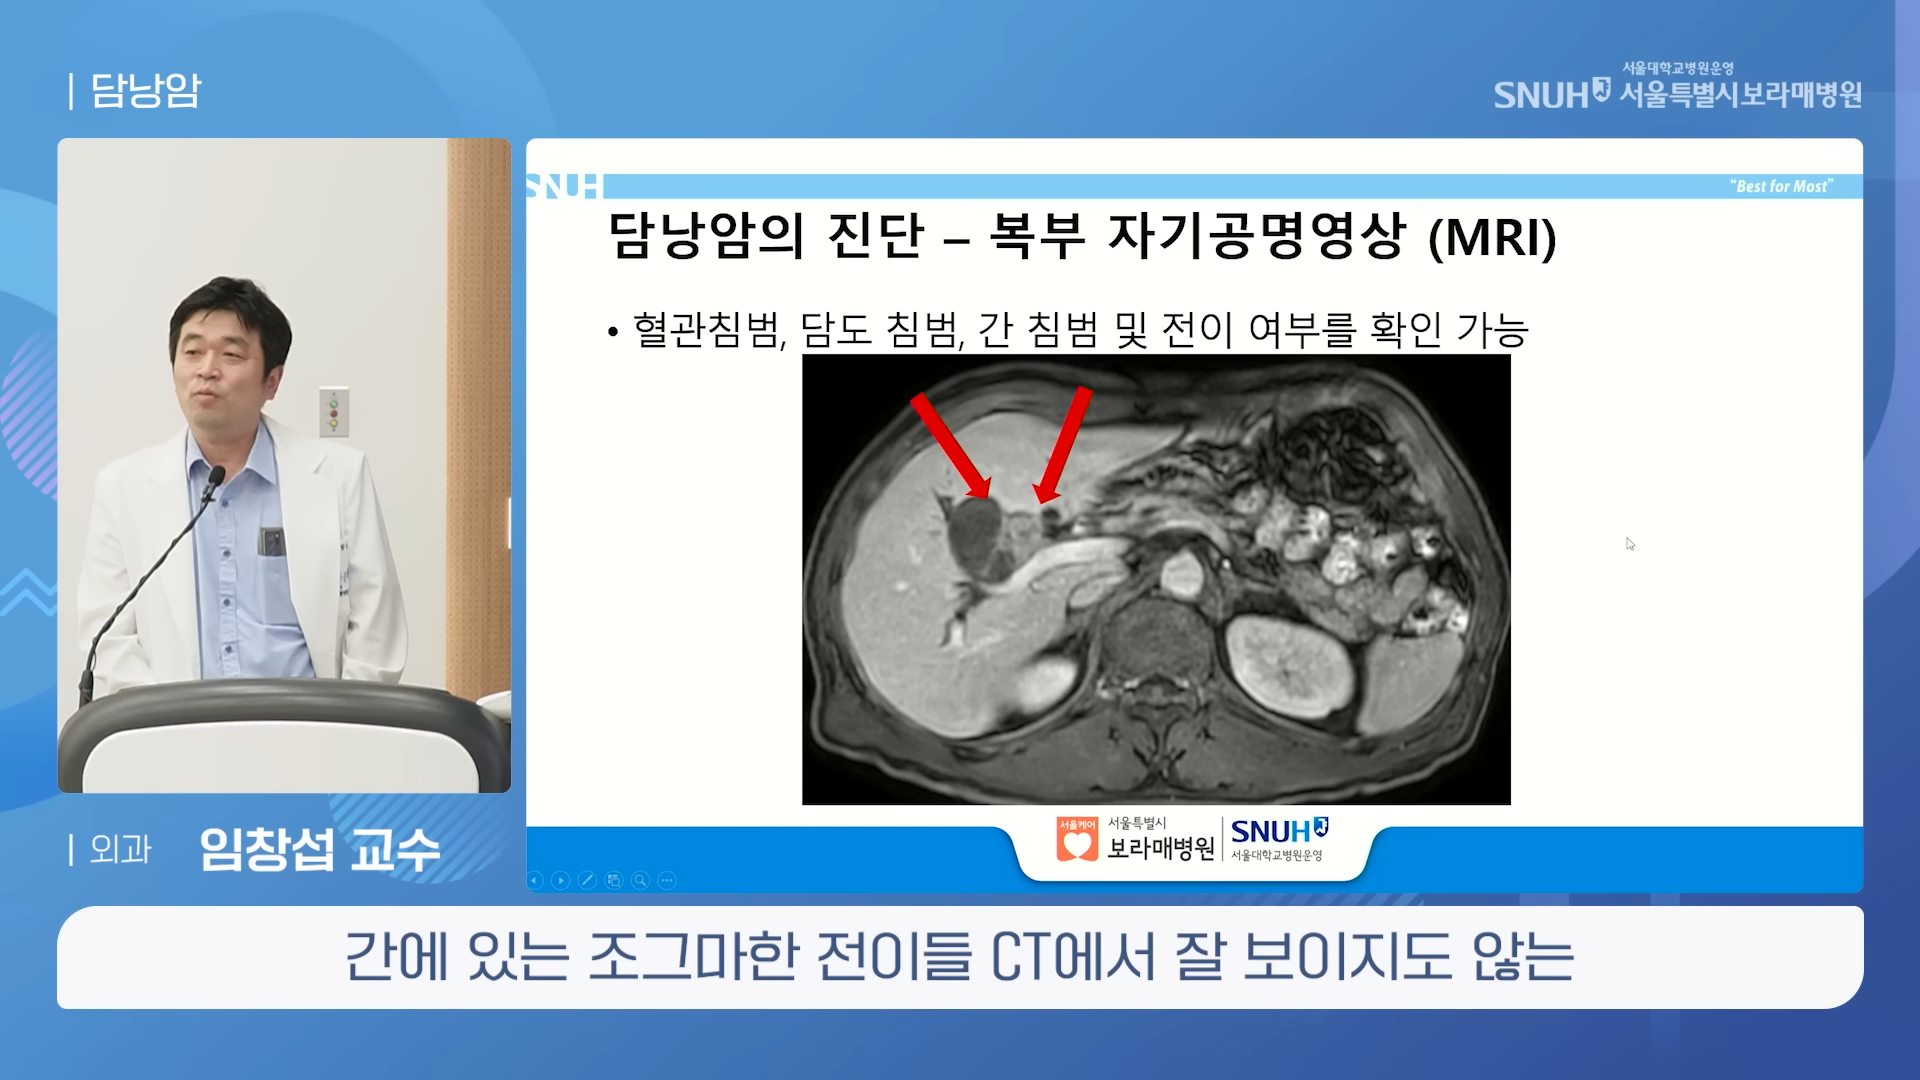 담낭암
서울대학교병원운영
SNUH 서울특별시보라매병원
SNUH
“Best for Most”
담낭암의 진단 – 복부 자기공명영상 (MRI)
• 혈관침범, 담도 침범, 간 침범 및 전이 여부를 확인 가능
서울케어
서울특별시
보라매병원
SNUH
서울대학교병원운영
외과 임창섭 교수
간에 있는 조그마한 전이들 CT에서 잘 보이지도 않는